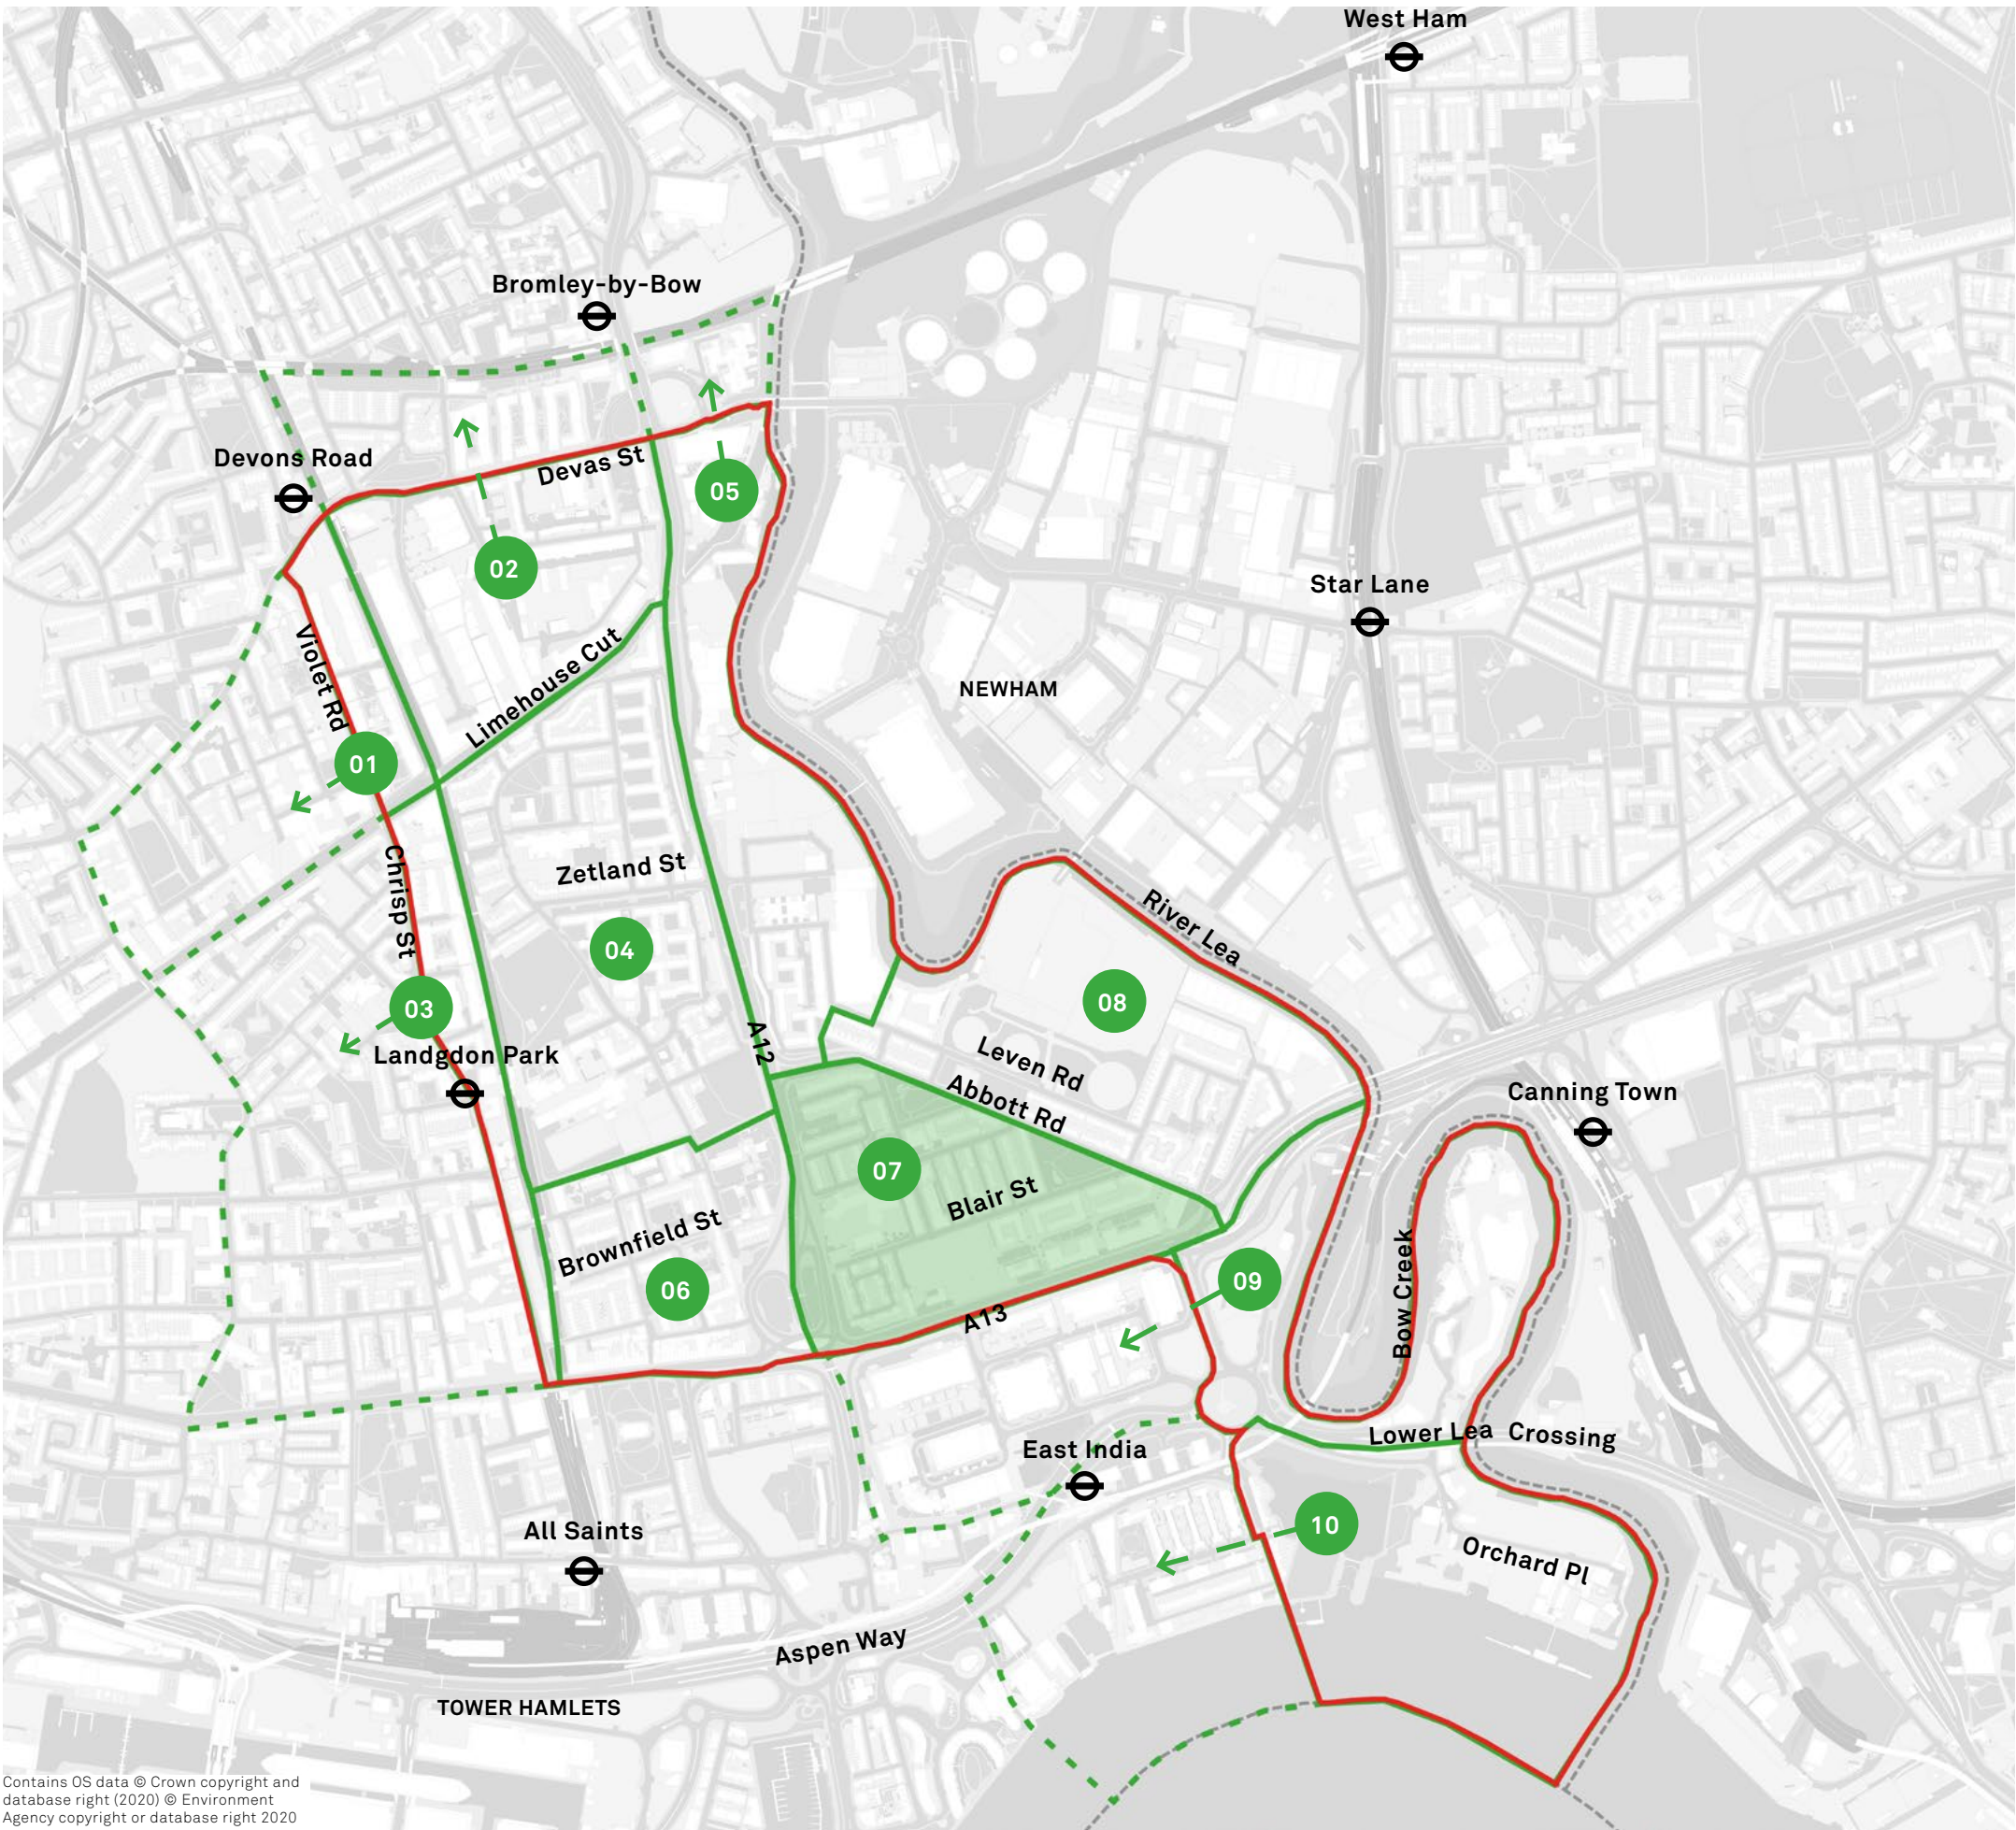 West Ham
Bromley-by-Bow
Devons Road
Devas St
05
02
Star Lane
Violet Rd
Limehouse Cut
NEWHAM
01
Chrisp St
Zetland St
River Lea
04
08
03
A12
Landgdon Park
Leven Rd
Abbott Rd
Canning Town
07
Blair St
Brownfield St
06
09
Bow Creek
A13
Lower Lea Crossing
East India
All Saints
10
Orchard Pl
Aspen Way
TOWER HAMLETS
Contains OS data © Crown copyright and
database right (2020) © Environment
Agency copyright or database right 2020